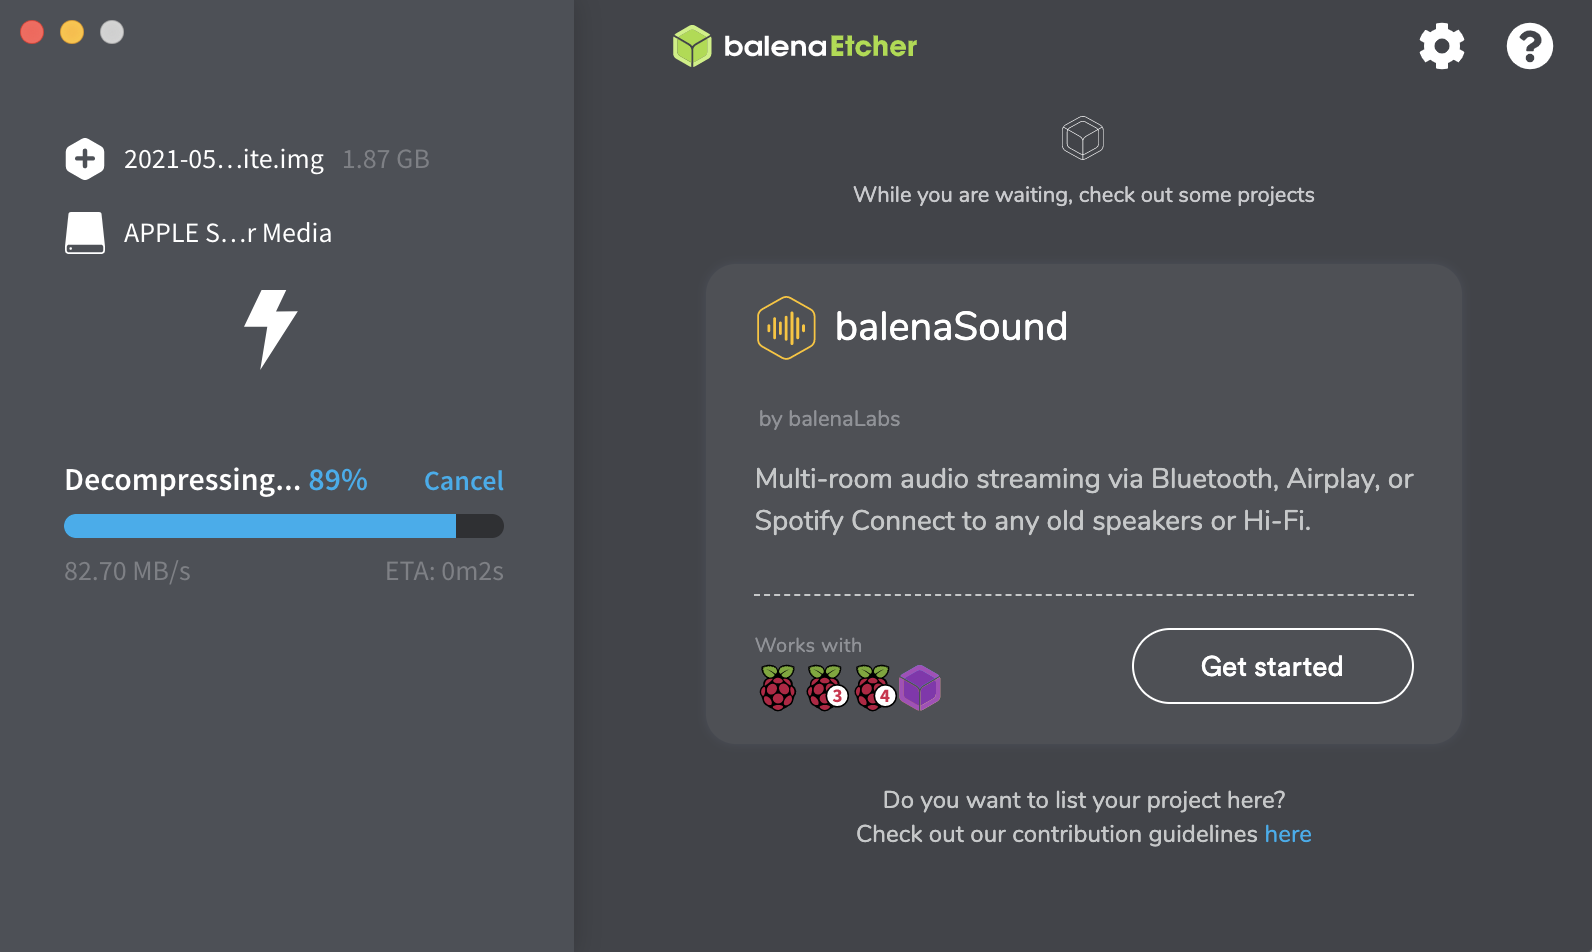 2021-05...ite.img 1.87 GB
APPLE S...r Media
Decompressing... 89% Cancel
82.70 MB/s ETA: 0m2s
balenaEtcher
?
While you are waiting, check out some projects
balenaSound
by balenaLabs
Multi-room audio streaming via Bluetooth, Airplay, or
Spotify Connect to any old speakers or Hi-Fi.
Works with
3 4
Get started
Do you want to list your project here?
Check out our contribution guidelines here